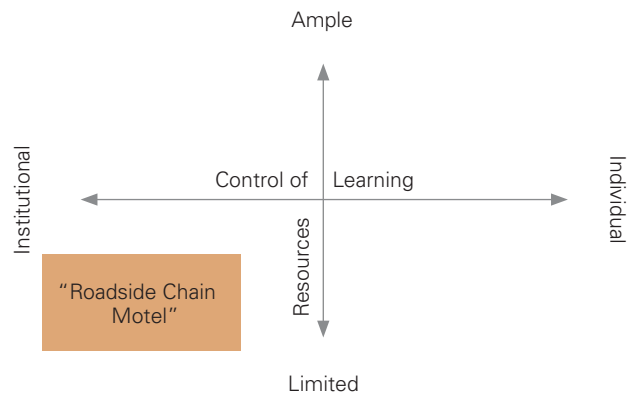 Ample
Institutional
Control of Learning
Individual
Resources
“Roadside Chain
Motel”
Limited